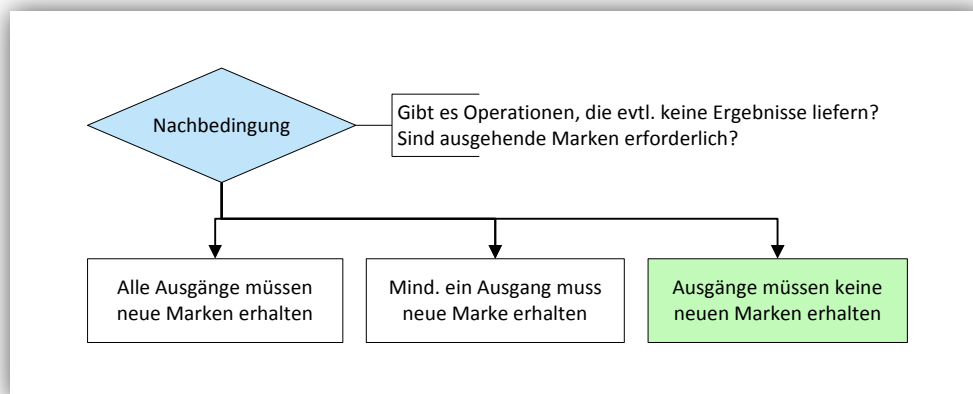 Nachbedingung
Gibt es Operationen, die evtl. keine Ergebnisse liefern?
Sind ausgehende Marken erforderlich?
Alle Ausgänge müssen
neue Marken erhalten
Mind. ein Ausgang muss
neue Marke erhalten
Ausgänge müssen keine
neuen Marken erhalten